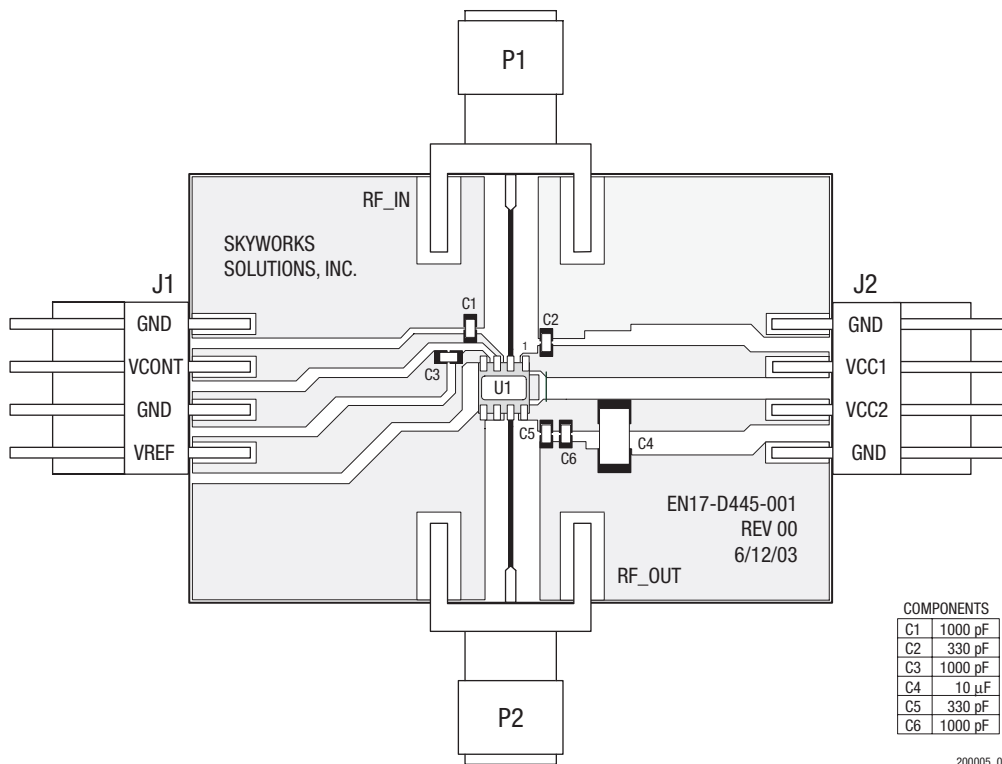 P1
RF_IN
SKYWORKS
SOLUTIONS, INC.
J1
GND
VCONT
GND
VREF
C1
C2
C3
1
U1
C5
C6
C4
J2
GND
VCC1
VCC2
GND
EN17-D445-001
REV 00
6/12/03
RF_OUT
P2
COMPONENTS
C1 1000 pF
C2 330 pF
C3 1000 pF
C4 10 μF
C5 330 pF
C6 1000 pF